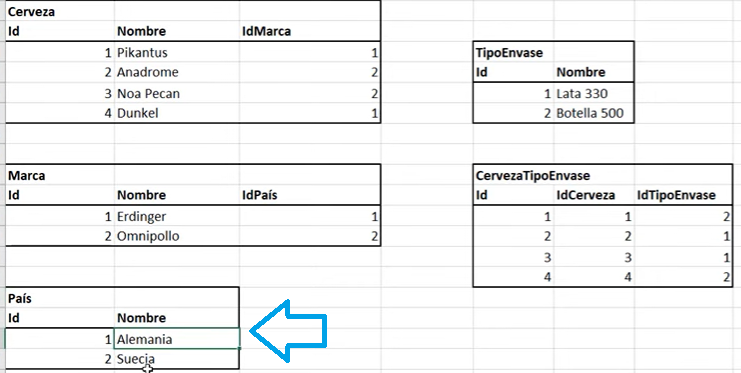 Cerveza
Id Nombre IdMarca
1 Pikantus 1
2 Anadrome 2
3 Noa Pecan 2
4 Dunkel 1
TipoEnvase
Id Nombre
1 Lata 330
2 Botella 500
Marca
Id Nombre IdPaís
1 Erdinger 1
2 Omnipollo 2
CervezaTipoEnvase
Id IdCerveza IdTipoEnvase
1 1 2
2 2 1
3 3 1
4 4 2
País
Id Nombre
1 Alemania
2 Suecia